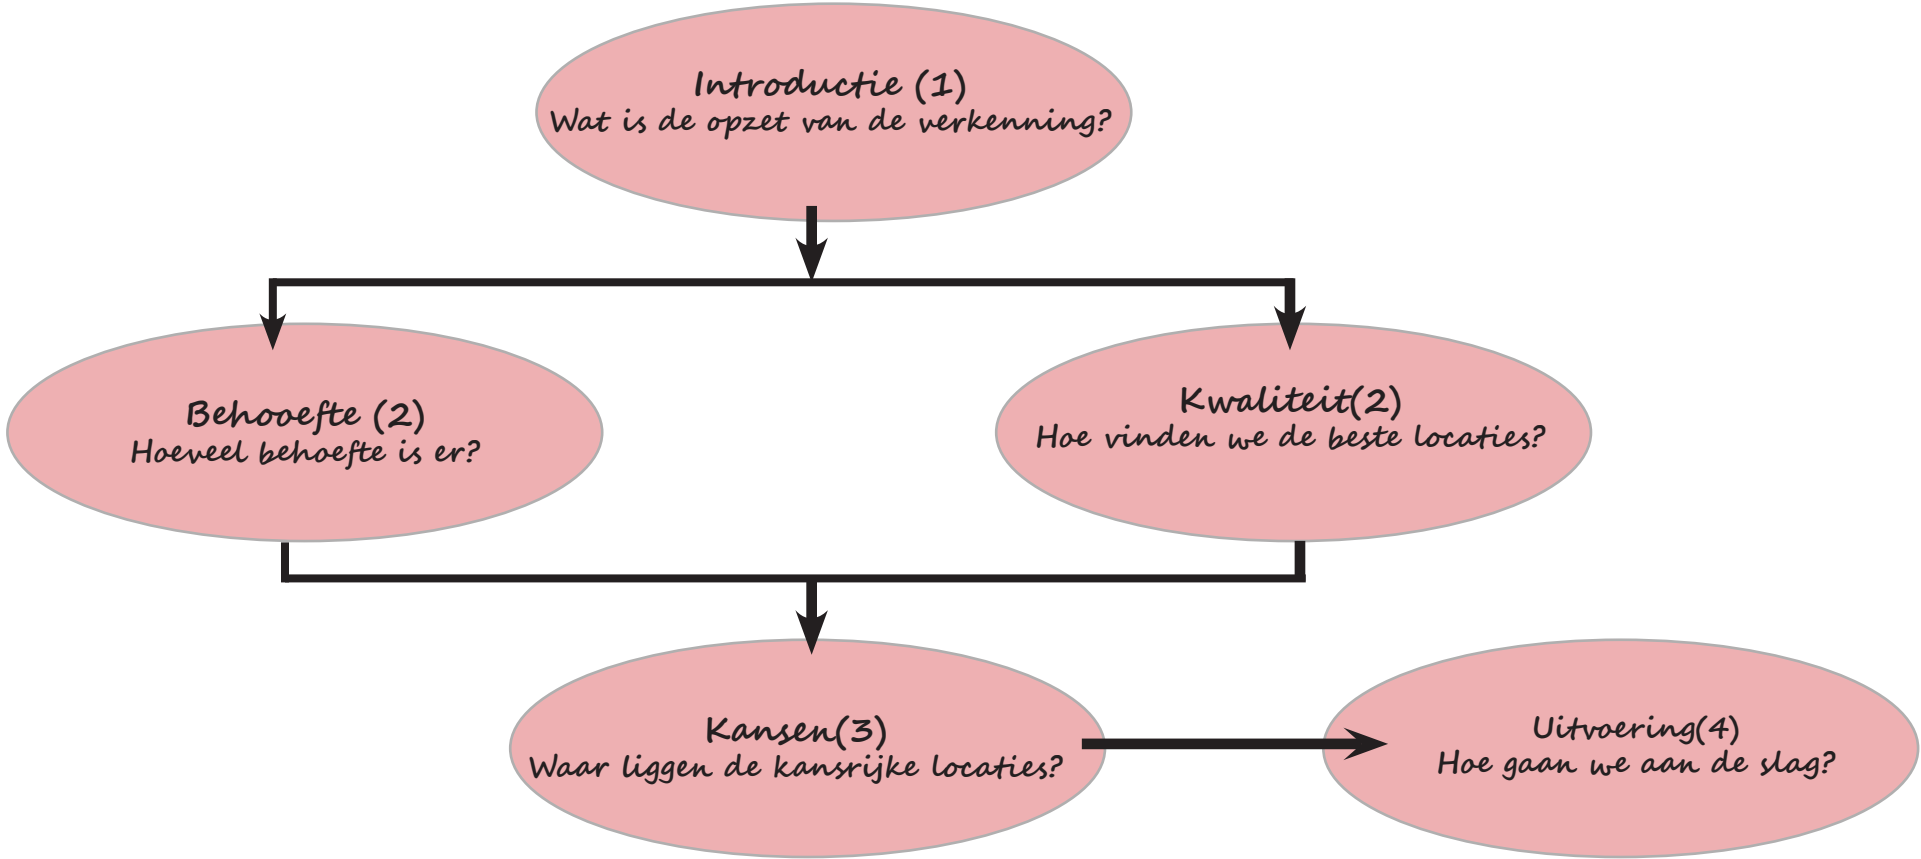 Introductie (1)
Wat is de opzet van de verkenning?
Behooefte (2)
Hoeveel behoefte is er?
Kwaliteit(2)
Hoe vinden we de beste locaties?
Kansen(3)
Waar liggen de kansrijke locaties?
Uitvoering(4)
Hoe gaan we aan de slag?